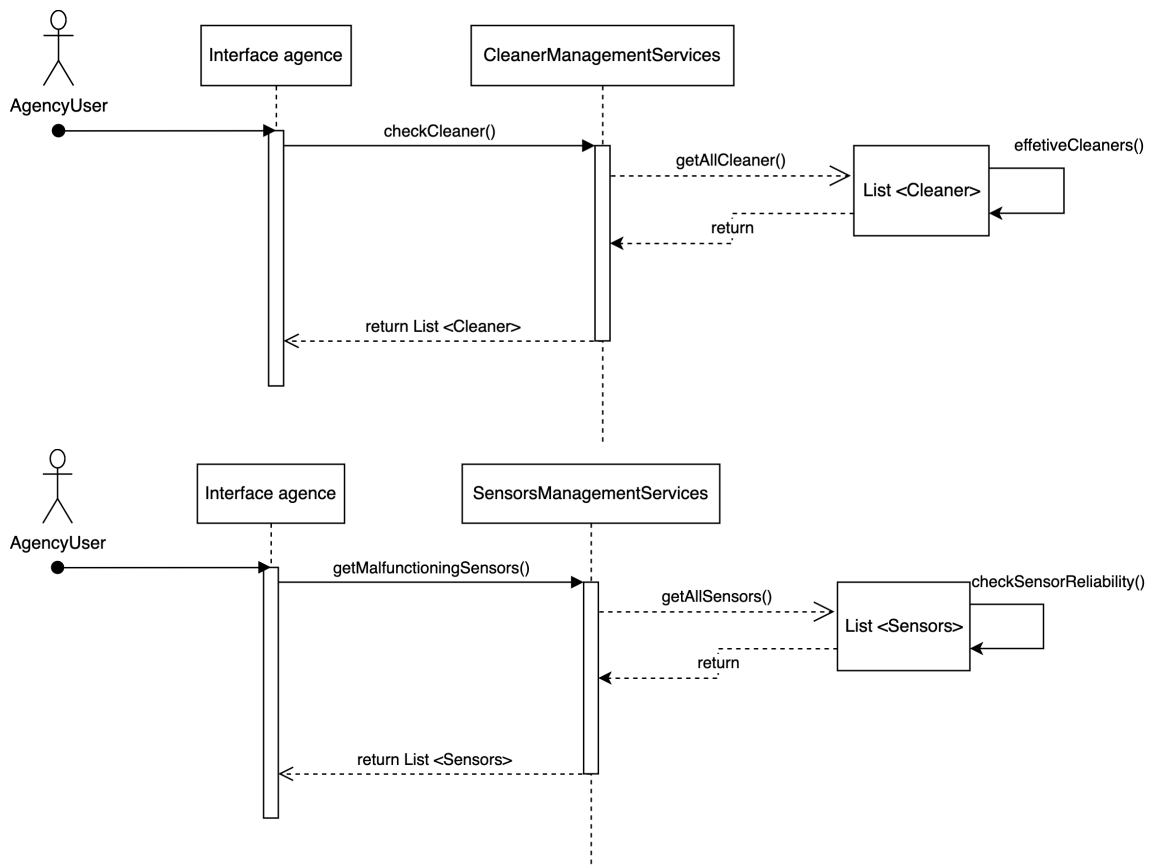 AgencyUser
Interface agence
CleanerManagementServices
checkCleaner()
getAllCleaner()
effetiveCleaners()
List <Cleaner>
return
return List <Cleaner>
AgencyUser
Interface agence
SensorsManagementServices
getMalfunctioningSensors()
getAllSensors()
checkSensorReliability()
List <Sensors>
return
return List <Sensors>